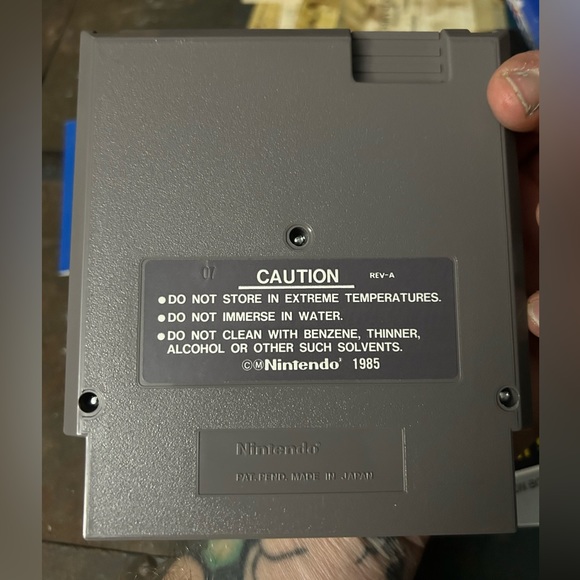 07
CAUTION REV-A
●DO NOT STORE IN EXTREME TEMPERATURES.
●DO NOT IMMERSE IN WATER.
●DO NOT CLEAN WITH BENZENE, THINNER,
ALCOHOL OR OTHER SUCH SOLVENTS.
©Ⓜ Nintendo® 1985
Nintendo®
PAT. PEND. MADE IN JAPAN